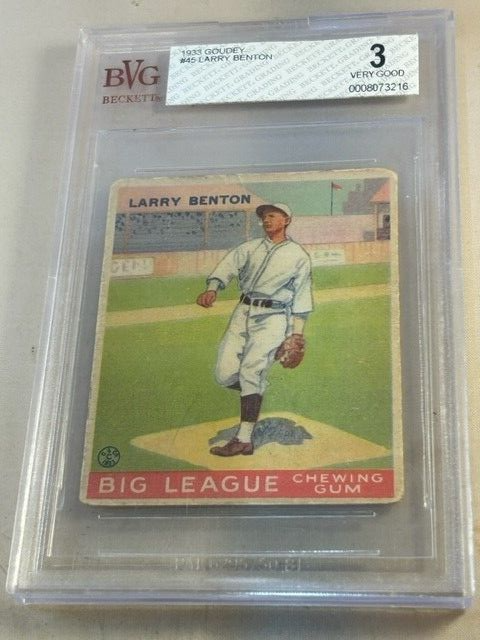 BVG
BECKETT
1933 GOUDEY
#45 LARRY BENTON
3
VERY GOOD
0008073216
LARRY BENTON
BIG LEAGUE CHEWING GUM